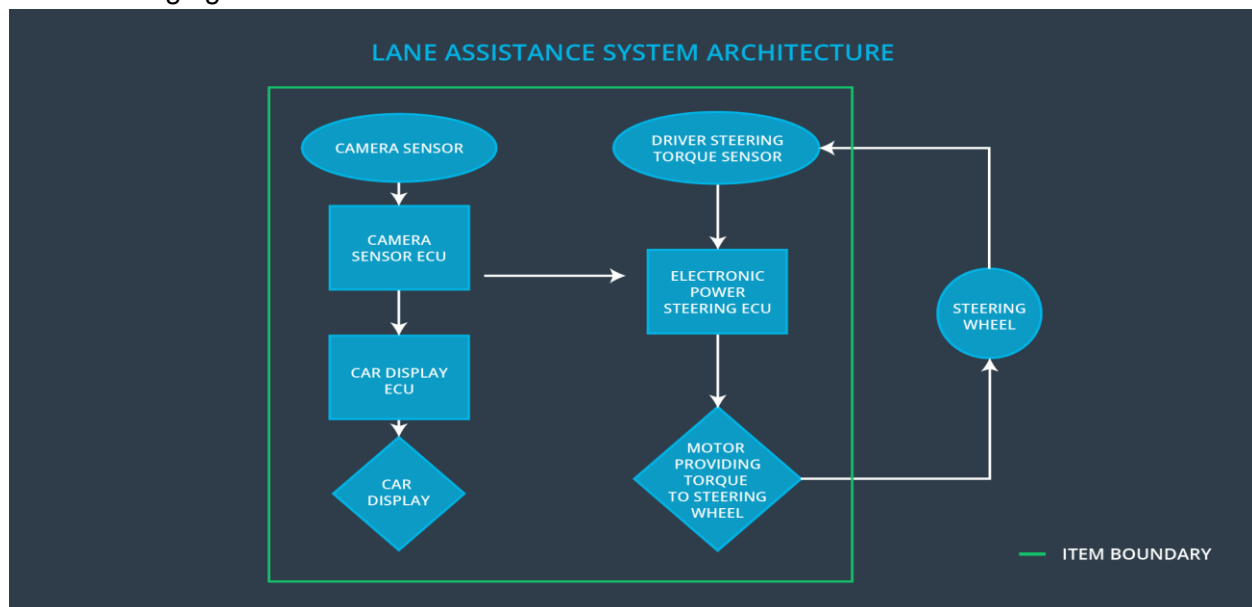 LANE ASSISTANCE SYSTEM ARCHITECTURE
CAMERA SENSOR
DRIVER STEERING
TORQUE SENSOR
CAMERA
SENSOR ECU
ELECTRONIC
POWER
STEERING ECU
STEERING
WHEEL
CAR DISPLAY
ECU
MOTOR
PROVIDING
TORQUE
TO STEERING
WHEEL
CAR
DISPLAY
ITEM BOUNDARY